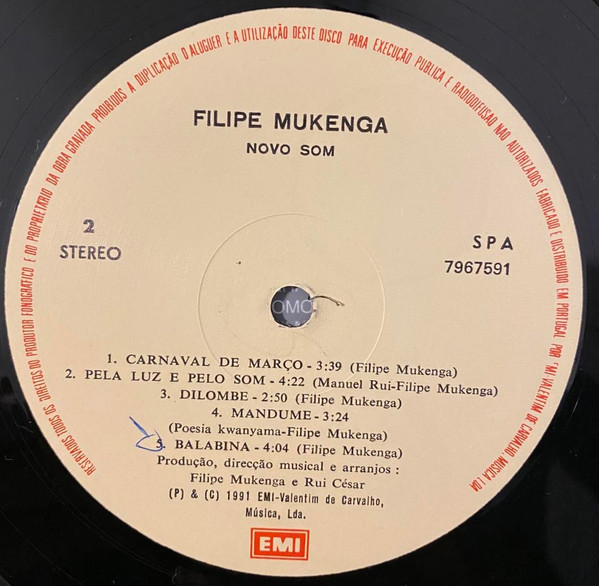 RESERVADOS TODOS OS DIREITOS DO PRODUTOR FONOGRAFICO E DO PROPRIETARIO DA OBRA GRAVADA PROIBIDOS A DUPLICAÇÃO O ALUGUER E A UTILIZAÇÃO DESTE DISCO PARA EXECUÇÃO PUBLICA E RADIODIFUSÃO NÃO AUTORIZADOS FABRICADO E DISTRIBUIDO EM PORTUGAL POR EMI VALENTIM DE CARVALHO, MUSICA LDA
FILIPE MUKENGA
NOVO SOM
2
STEREO
SPA
7967591
OMO
1. CARNAVAL DE MARÇO - 3:39 (Filipe Mukenga)
2. PELA LUZ E PELO SOM - 4:22 (Manuel Rui-Filipe Mukenga)
3. DILOMBE - 2:50 (Filipe Mukenga)
4. MANDUME - 3:24
(Poesia kwanyama-Filipe Mukenga)
5. BALABINA - 4:04 (Filipe Mukenga)
Produção, direcção musical e arranjos :
Filipe Mukenga e Rui César
(P) & (C) 1991 EMI-Valentim de Carvalho,
Música, Lda.
EMI